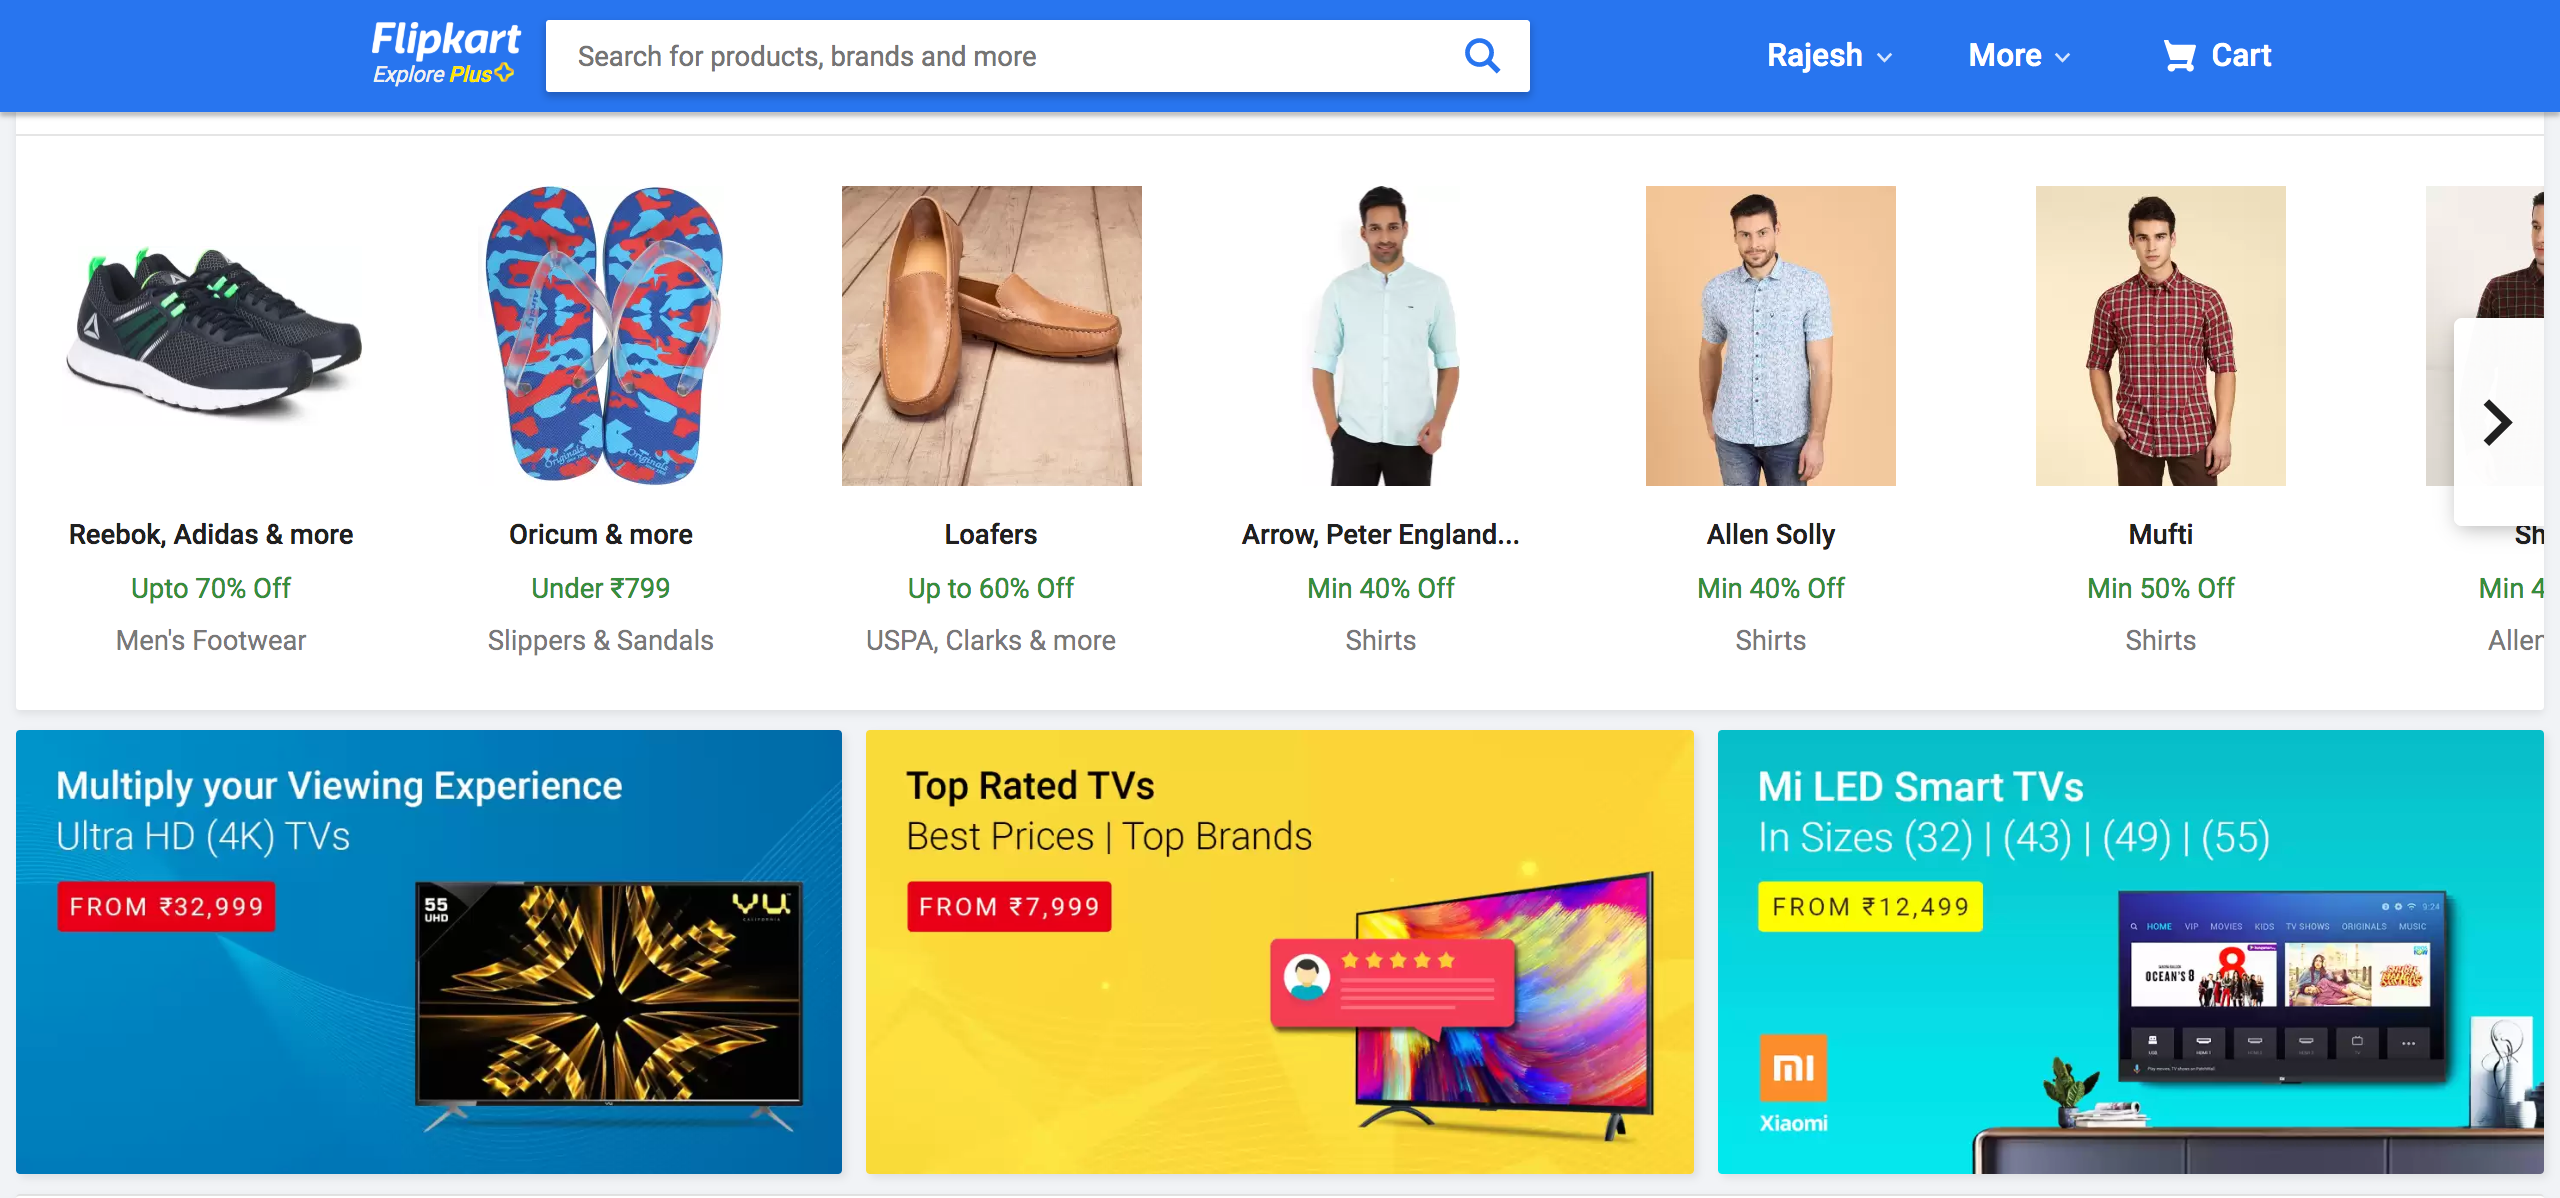 Flipkart
Explore Plus
Search for products, brands and more
Rajesh
More
Cart
Reebok, Adidas & more
Upto 70% Off
Men's Footwear
Oricum & more
Under ₹799
Slippers & Sandals
Loafers
Up to 60% Off
USPA, Clarks & more
Arrow, Peter England...
Min 40% Off
Shirts
Allen Solly
Min 40% Off
Shirts
Mufti
Min 50% Off
Shirts
Sh
Min 4
Aller
Originals
Originals
Multiply your Viewing Experience
Ultra HD (4K) TVs
FROM ₹32,999
55
UHD
vu
Top Rated TVs
Best Prices | Top Brands
FROM ₹7,999
Mi LED Smart TVs
In Sizes (32) | (43) | (49) | (55)
FROM ₹12,499
9:24
HOME VIP MOVIES KIDS TV SHOWS ORIGINALS MUSIC
OCEAN'S 8
8
mi
Xiaomi